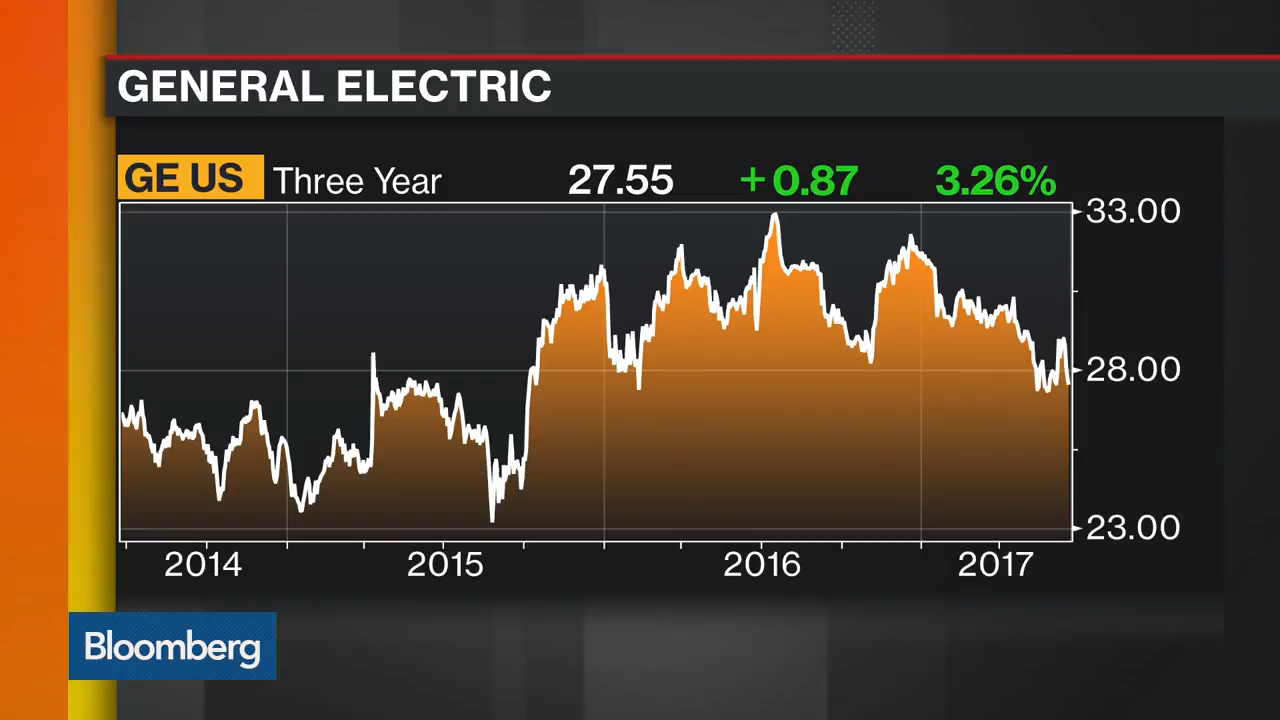 GENERAL ELECTRIC
GE US Three Year 27.55 +0.87 3.26%
33.00
28.00
23.00
2014 2015 2016 2017
Bloomberg